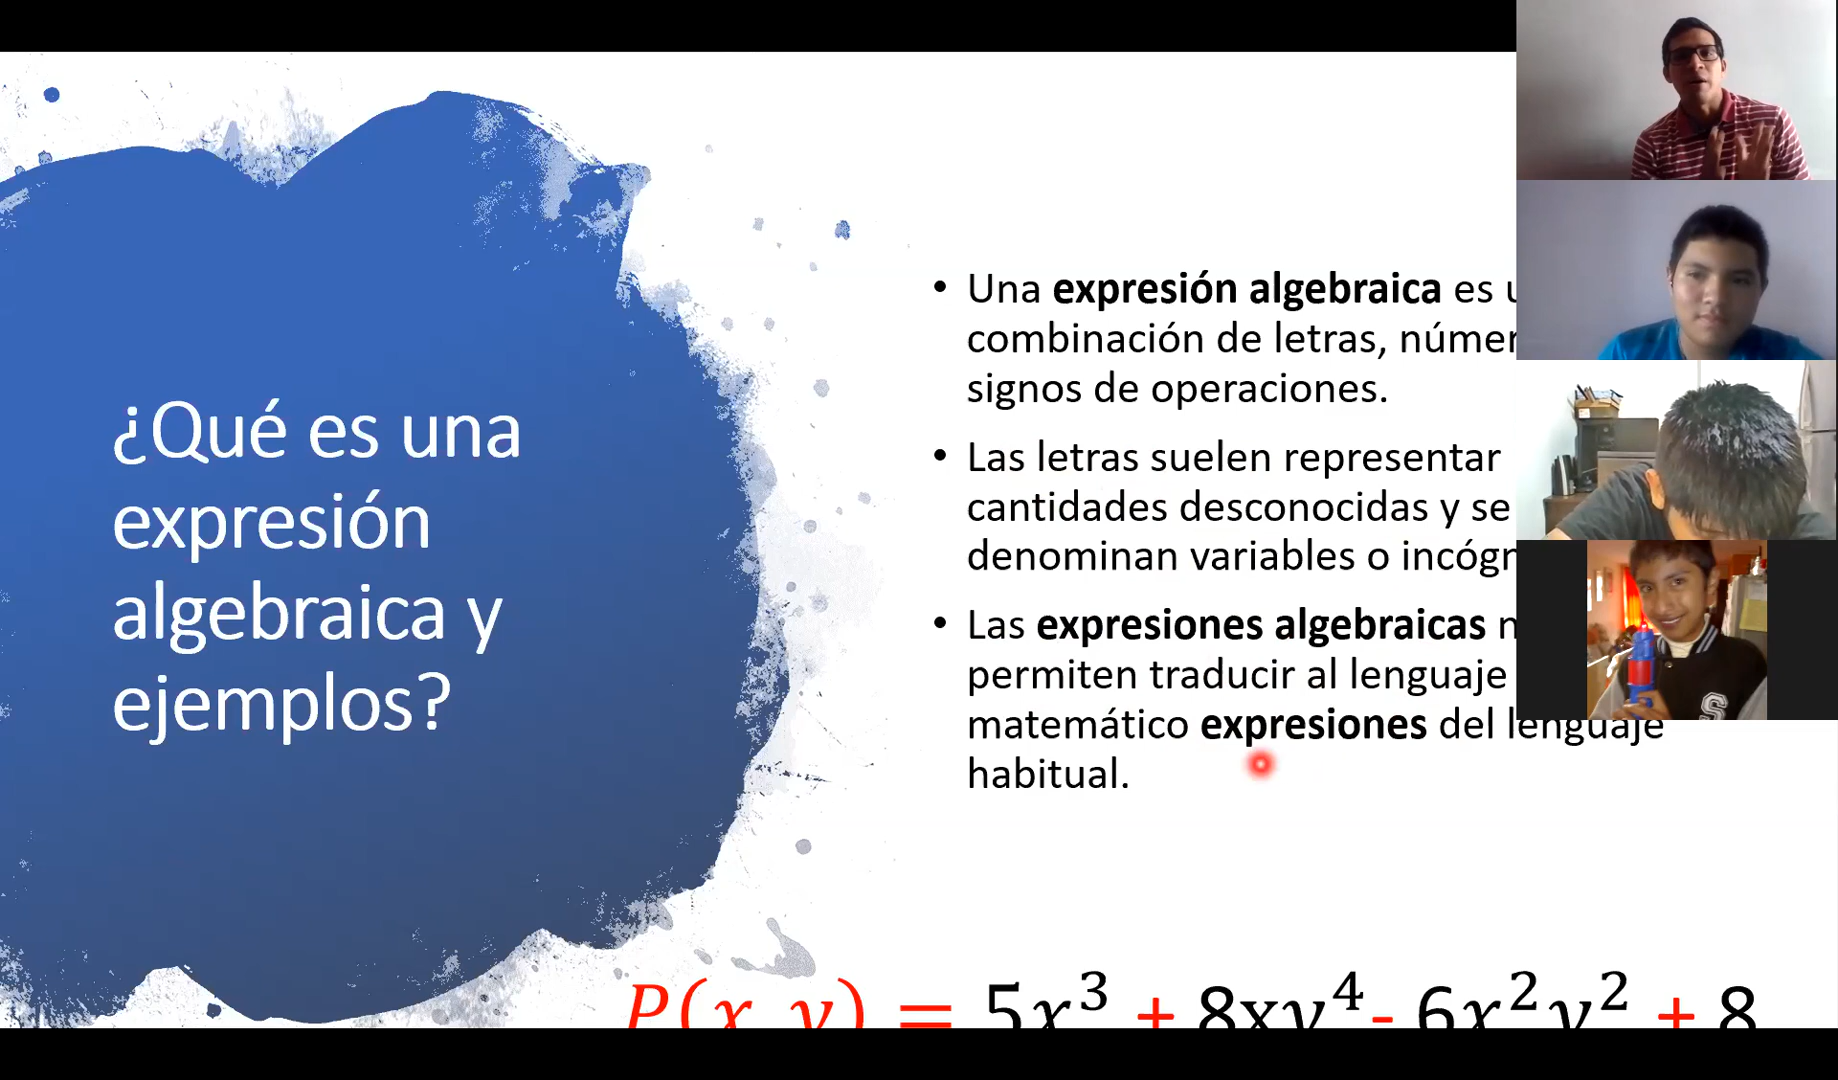 ¿Qué es una
expresión
algebraica y
ejemplos?
Una expresión algebraica es
combinación de letras,
signos de operaciones.
Las letras suelen representar
cantidades desconocidas y se
denominan variables o
Las expresiones algebraicas
permiten traducir al lenguaje
matemático expresiones del lenguaje
habitual.
P(x, y) = 5x³ + 8xy⁴ - 6x²y² + 8
S